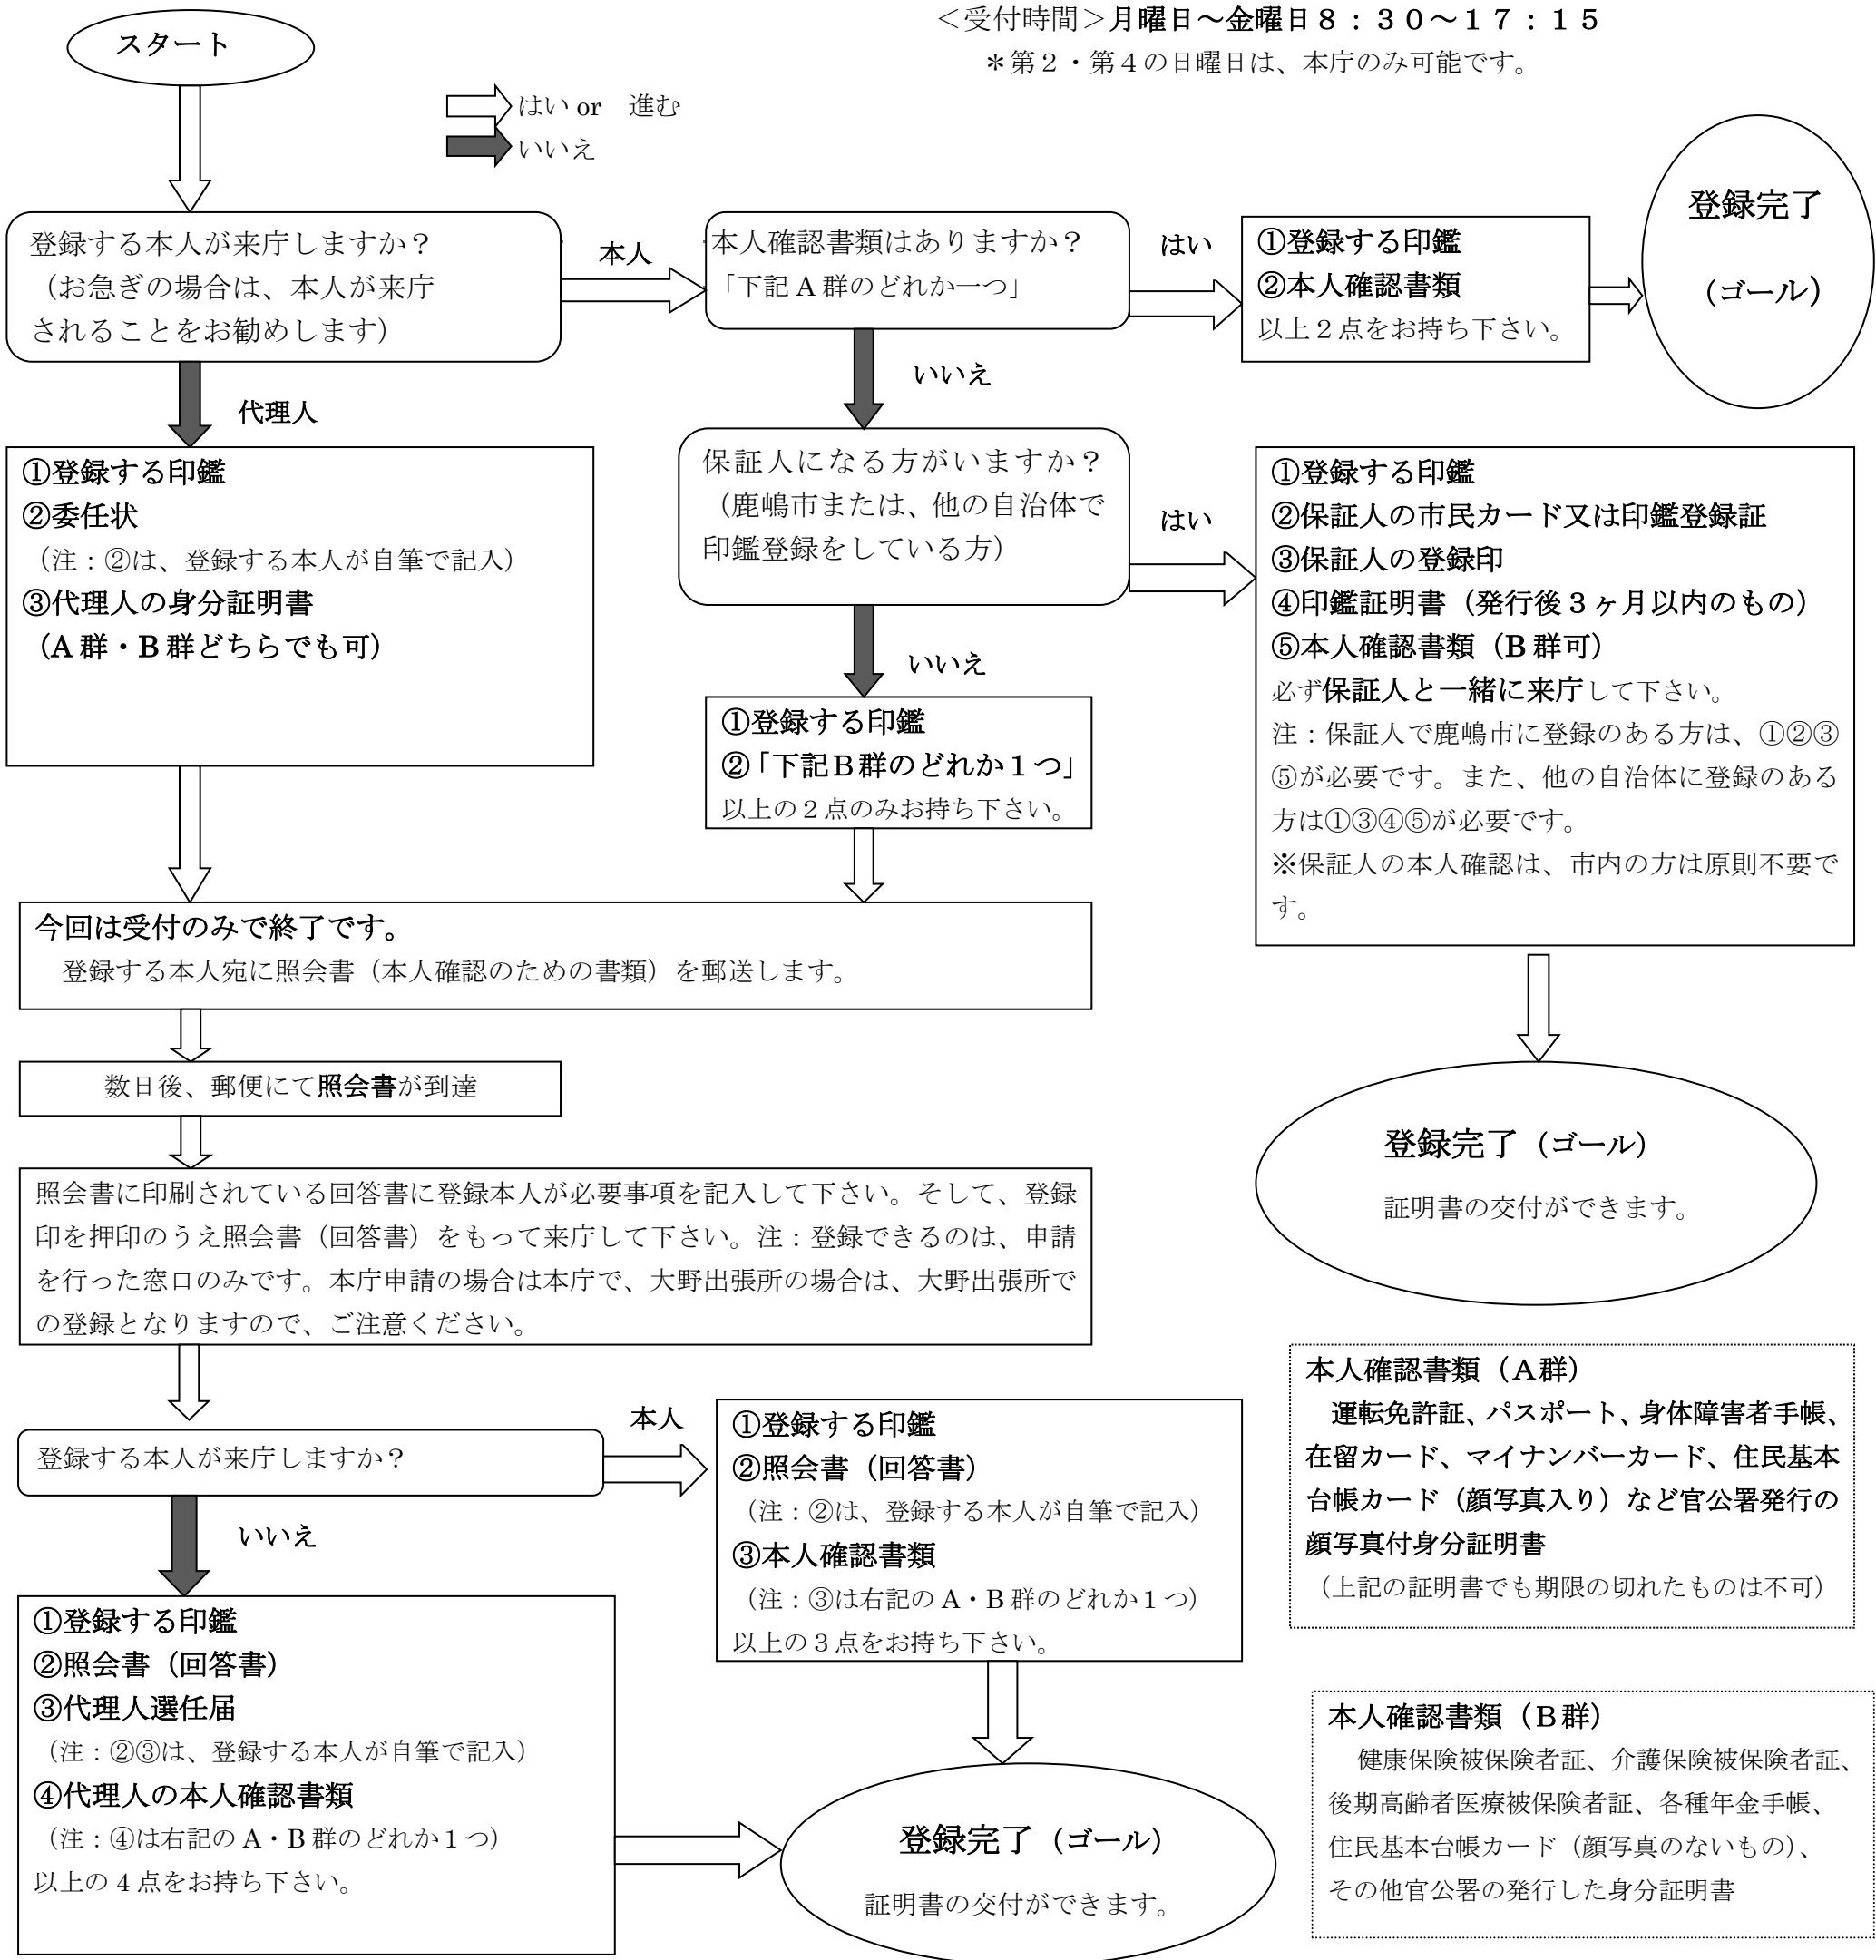 ＜受付時間＞月曜日～金曜日８：３０～１７：１５
＊第２・第４の日曜日は、本庁のみ可能です。
スタート
はい or　進む
いいえ
登録する本人が来庁しますか？
（お急ぎの場合は、本人が来庁
されることをお勧めします）
本人
本人確認書類はありますか？
「下記 A 群のどれか一つ」
はい
①登録する印鑑
②本人確認書類
以上２点をお持ち下さい。
登録完了
（ゴール）
代理人
いいえ
①登録する印鑑
②委任状
（注：②は、登録する本人が自筆で記入）
③代理人の身分証明書
（A 群・B 群どちらでも可）
保証人になる方がいますか？
（鹿嶋市または、他の自治体で
印鑑登録をしている方）
はい
①登録する印鑑
②保証人の市民カード又は印鑑登録証
③保証人の登録印
④印鑑証明書（発行後３ヶ月以内のもの）
⑤本人確認書類（B 群可）
必ず保証人と一緒に来庁して下さい。
注：保証人で鹿嶋市に登録のある方は、①②③
⑤が必要です。また、他の自治体に登録のある
方は①③④⑤が必要です。
※保証人の本人確認は、市内の方は原則不要で
す。
いいえ
①登録する印鑑
②「下記Ｂ群のどれか１つ」
以上の２点のみお持ち下さい。
今回は受付のみで終了です。
登録する本人宛に照会書（本人確認のための書類）を郵送します。
数日後、郵便にて照会書が到達
登録完了（ゴール）
証明書の交付ができます。
照会書に印刷されている回答書に登録本人が必要事項を記入して下さい。そして、登録
印を押印のうえ照会書（回答書）をもって来庁して下さい。注：登録できるのは、申請
を行った窓口のみです。本庁申請の場合は本庁で、大野出張所の場合は、大野出張所で
の登録となりますので、ご注意ください。
登録する本人が来庁しますか？
本人
①登録する印鑑
②照会書（回答書）
（注：②は、登録する本人が自筆で記入）
③本人確認書類
（注：③は右記の A・B 群のどれか１つ）
以上の３点をお持ち下さい。
本人確認書類（Ａ群）
運転免許証、パスポート、身体障害者手帳、
在留カード、マイナンバーカード、住民基本
台帳カード（顔写真入り）など官公署発行の
顔写真付身分証明書
（上記の証明書でも期限の切れたものは不可）
いいえ
①登録する印鑑
②照会書（回答書）
③代理人選任届
（注：②③は、登録する本人が自筆で記入）
④代理人の本人確認書類
（注：④は右記の A・B 群のどれか１つ）
以上の 4 点をお持ち下さい。
登録完了（ゴール）
証明書の交付ができます。
本人確認書類（Ｂ群）
健康保険被保険者証、介護保険被保険者証、
後期高齢者医療被保険者証、各種年金手帳、
住民基本台帳カード（顔写真のないもの）、
その他官公署の発行した身分証明書